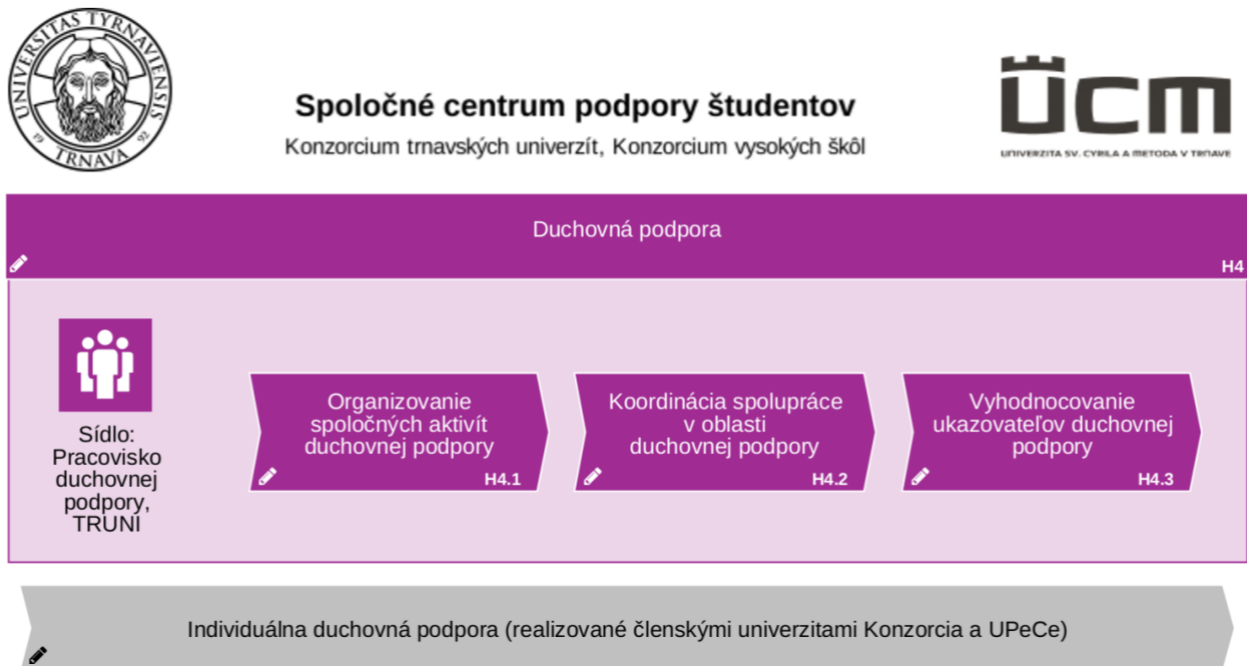 UNIVERSITAS TYRNAVIENSIS
19 TRNAVA 92
Spoločné centrum podpory študentov
Konzorcium trnavských univerzít, Konzorcium vysokých škôl
ÜCM
UNIVERZITA SV. CYRILA A METODA V TRNAVE
Duchovná podpora
H4
Sídlo:
Pracovisko
duchovnej
podpory,
TRUNI
Organizovanie
spoločných aktivít
duchovnej podpory
H4.1
Koordinácia spolupráce
v oblasti
duchovnej podpory
H4.2
Vyhodnocovanie
ukazovateľov duchovnej
podpory
H4.3
Individuálna duchovná podpora (realizované členskými univerzitami Konzorcia a UPeCe)